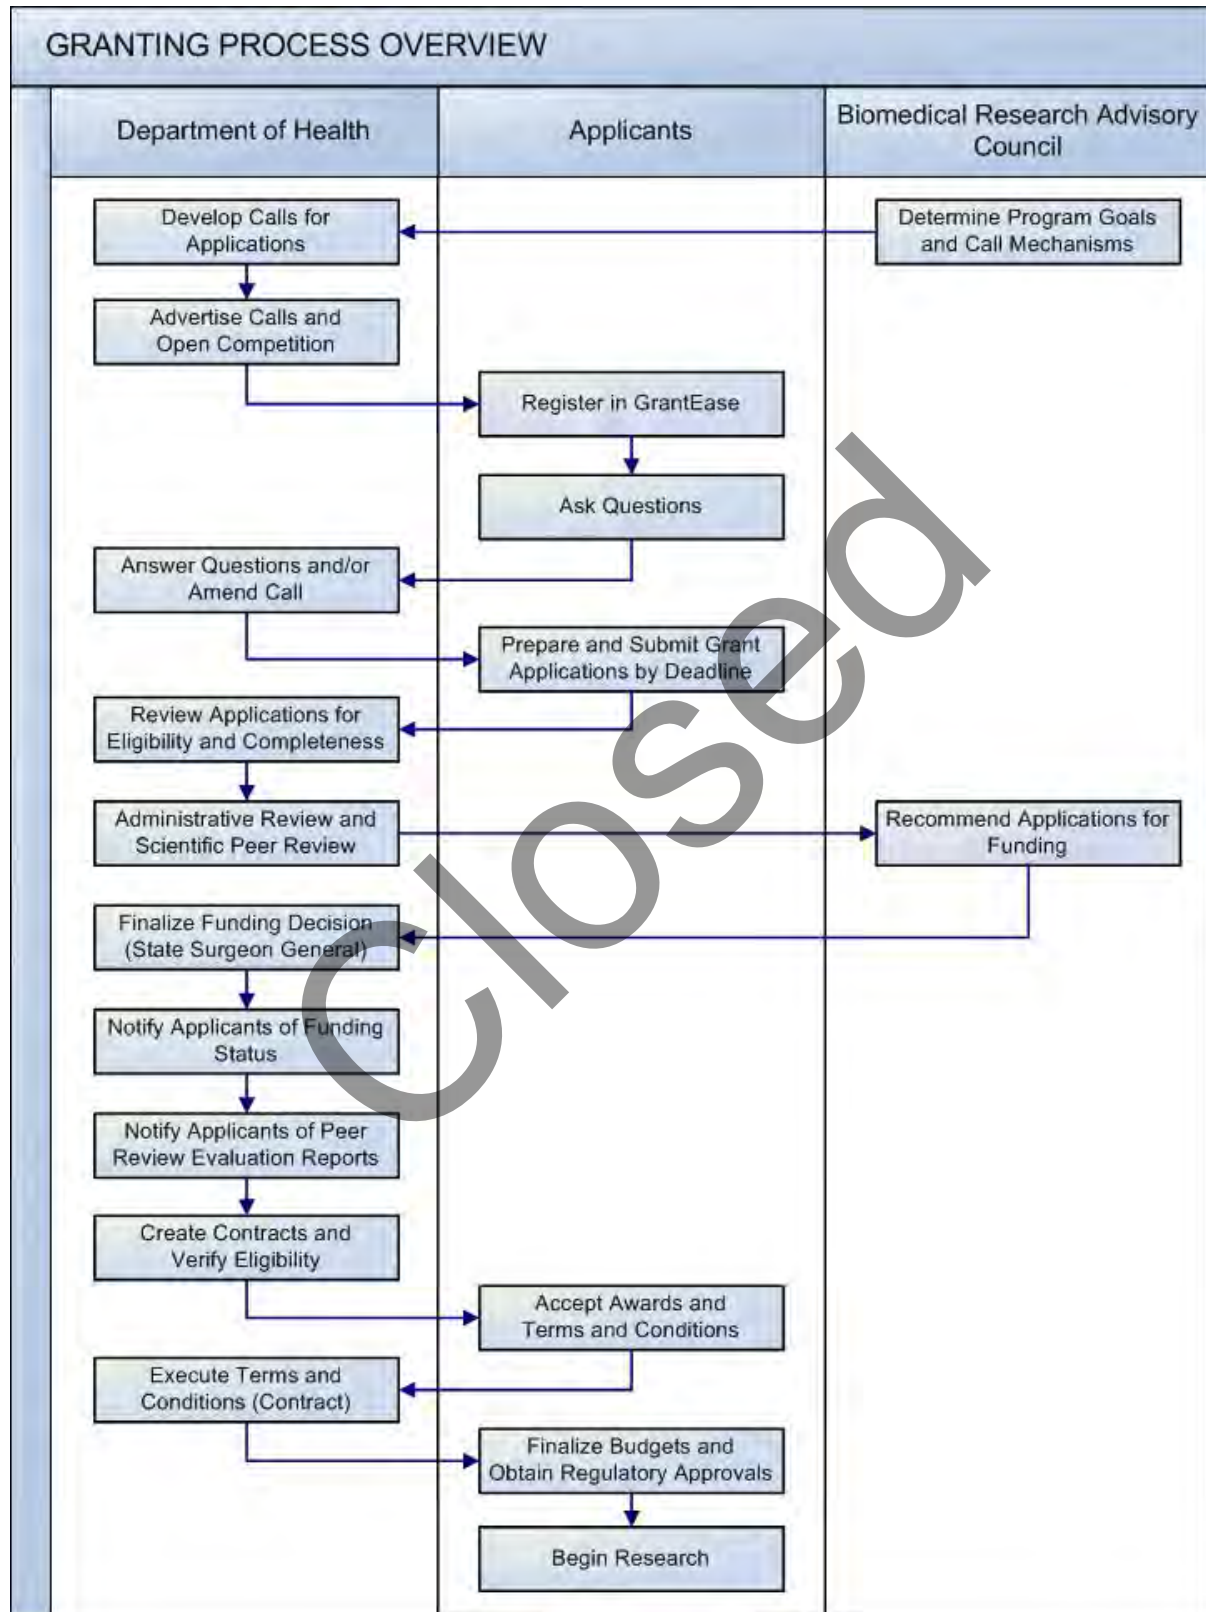 GRANTING PROCESS OVERVIEW
Department of Health
Applicants
Biomedical Research Advisory
Council
Develop Calls for
Applications
Determine Program Goals
and Call Mechanisms
Advertise Calls and
Open Competition
Register in GrantEase
Ask Questions
Answer Questions and/or
Amend Call
Prepare and Submit Grant
Applications by Deadline
Review Applications for
Eligibility and Completeness
Administrative Review and
Scientific Peer Review
Recommend Applications for
Funding
Finalize Funding Decision
(State Surgeon General)
Notify Applicants of Funding
Status
Notify Applicants of Peer
Review Evaluation Reports
Create Contracts and
Verify Eligibility
Accept Awards and
Terms and Conditions
Execute Terms and
Conditions (Contract)
Finalize Budgets and
Obtain Regulatory Approvals
Begin Research
Closed